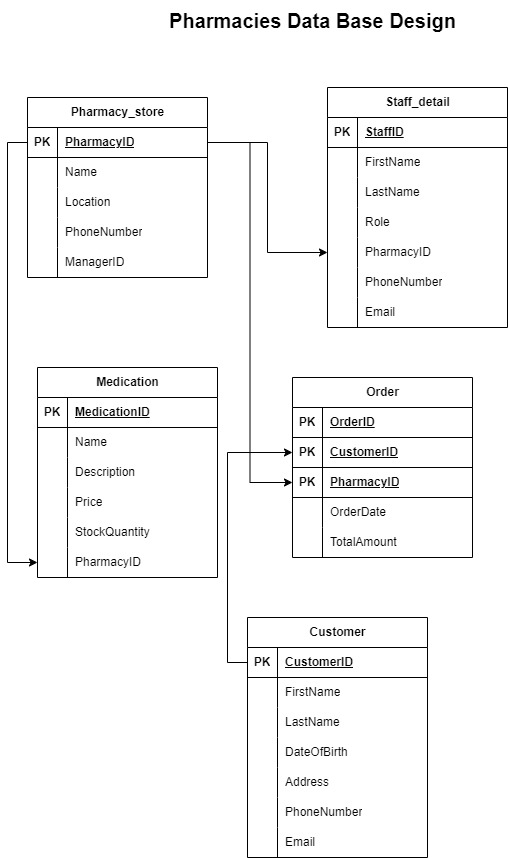 Pharmacies Data Base Design
Pharmacy_store
PK PharmacyID
Name
Location
PhoneNumber
ManagerID
Staff_detail
PK StaffID
FirstName
LastName
Role
PharmacyID
PhoneNumber
Email
Medication
PK MedicationID
Name
Description
Price
StockQuantity
PharmacyID
Order
PK OrderID
PK CustomerID
PK PharmacyID
OrderDate
TotalAmount
Customer
PK CustomerID
FirstName
LastName
DateOfBirth
Address
PhoneNumber
Email